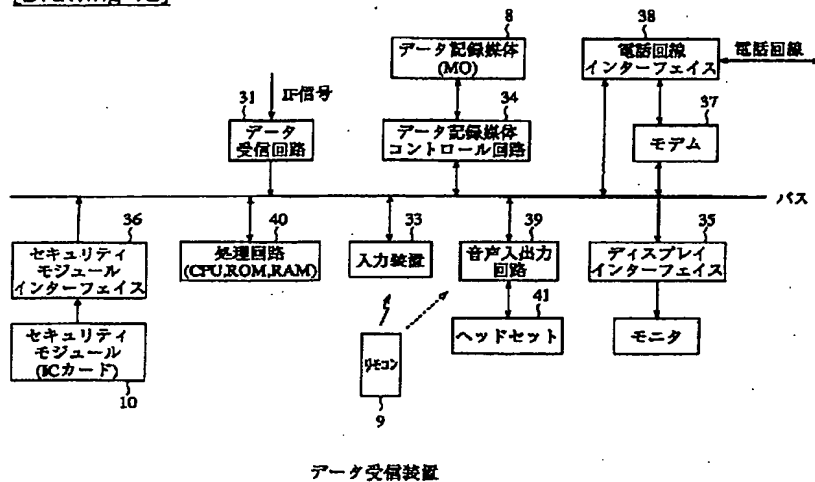 8
データ記録媒体
(MO)
38
電話回線
インターフェイス
電話回線
31
IF信号
データ
受信回路
34
データ記録媒体
コントロール回路
37
モデム
バス
36
セキュリティ
モジュール
インターフェイス
40
処理回路
(CPU,ROM,RAM)
33
入力装置
39
音声入出力
回路
35
ディスプレイ
インターフェイス
セキュリティ
モジュール
(ICカード)
10
リモコン
9
41
ヘッドセット
モニタ
データ受信装置